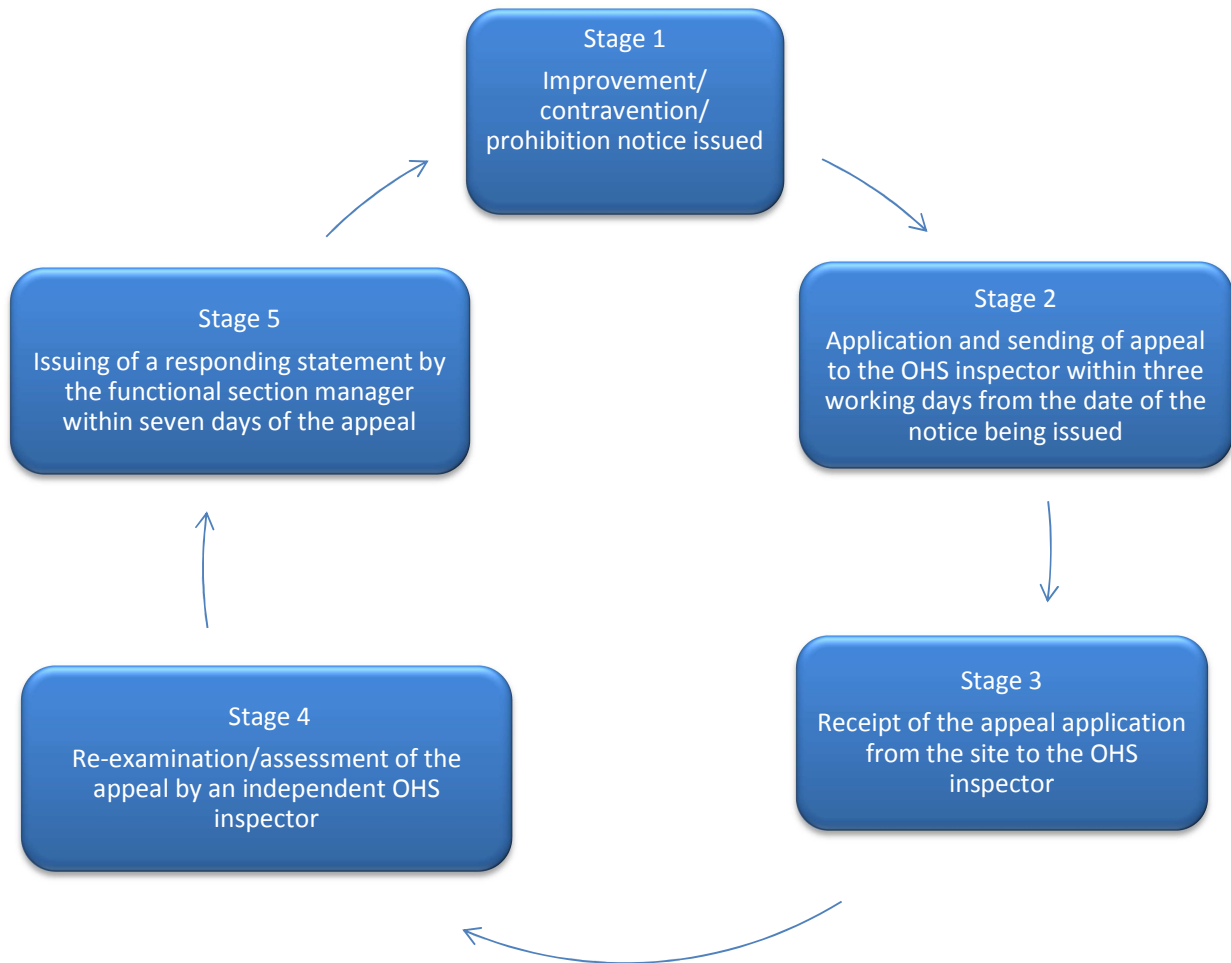 Stage 1
Improvement/
contravention/
prohibition notice issued
Stage 2
Application and sending of appeal
to the OHS inspector within three
working days from the date of the
notice being issued
Stage 3
Receipt of the appeal application
from the site to the OHS
inspector
Stage 4
Re-examination/assessment of the
appeal by an independent OHS
inspector
Stage 5
Issuing of a responding statement by
the functional section manager
within seven days of the appeal